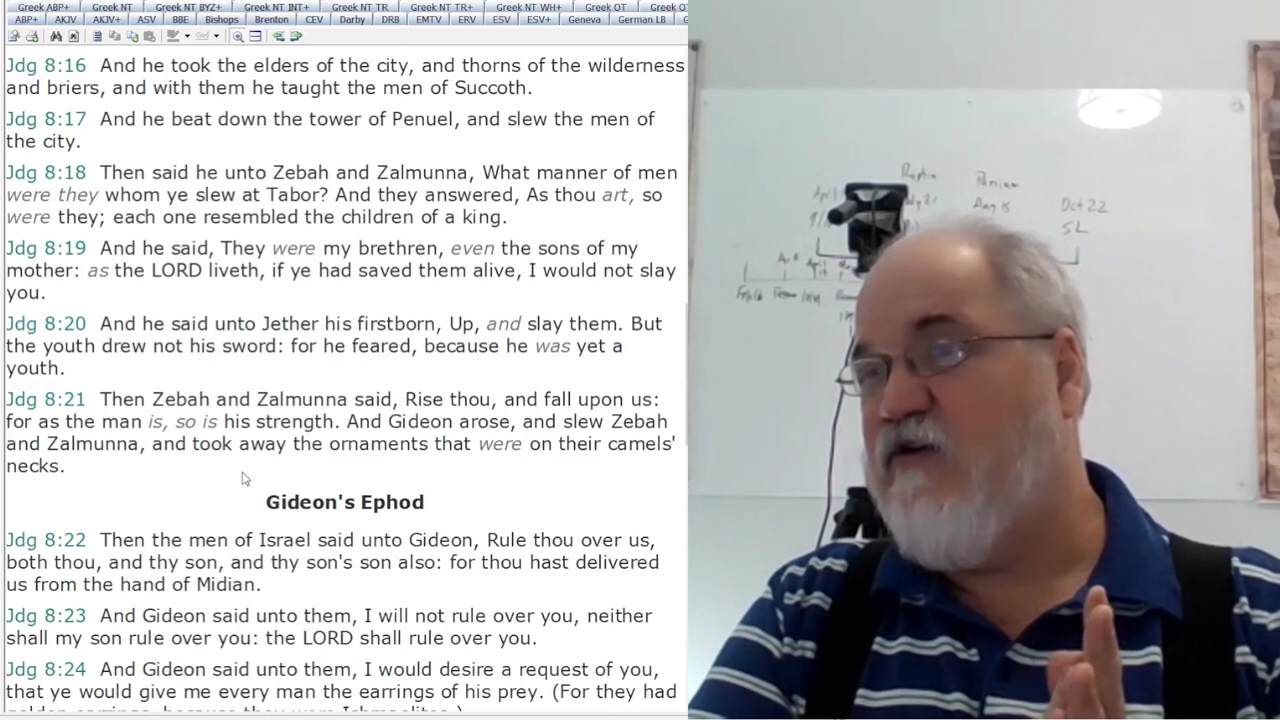 Greek ABP+ Greek NT Greek NT BYZ+ Greek NT INT+ Greek NT TR Greek NT TR+ Greek NT WH+ Greek OT
ABP+ AKJV AKJV+ ASV BBE Bishops Brenton CEV Darby DRB EMTV ERV ESV ESV+ Geneva German LB
Jdg 8:16 And he took the elders of the city, and thorns of the wilderness
and briers, and with them he taught the men of Succoth.
Jdg 8:17 And he beat down the tower of Penuel, and slew the men of
the city.
Jdg 8:18 Then said he unto Zebah and Zalmunna, What manner of men
were they whom ye slew at Tabor? And they answered, As thou art, so
were they; each one resembled the children of a king.
Jdg 8:19 And he said, They were my brethren, even the sons of my
mother: as the LORD liveth, if ye had saved them alive, I would not slay
you.
Jdg 8:20 And he said unto Jether his firstborn, Up, and slay them. But
the youth drew not his sword: for he feared, because he was yet a
youth.
Jdg 8:21 Then Zebah and Zalmunna said, Rise thou, and fall upon us:
for as the man is, so is his strength. And Gideon arose, and slew Zebah
and Zalmunna, and took away the ornaments that were on their camels'
necks.
Gideon's Ephod
Jdg 8:22 Then the men of Israel said unto Gideon, Rule thou over us,
both thou, and thy son, and thy son's son also: for thou hast delivered
us from the hand of Midian.
Jdg 8:23 And Gideon said unto them, I will not rule over you, neither
shall my son rule over you: the LORD shall rule over you.
Jdg 8:24 And Gideon said unto them, I would desire a request of you,
that ye would give me every man the earrings of his prey. (For they had
Oct 22
SL